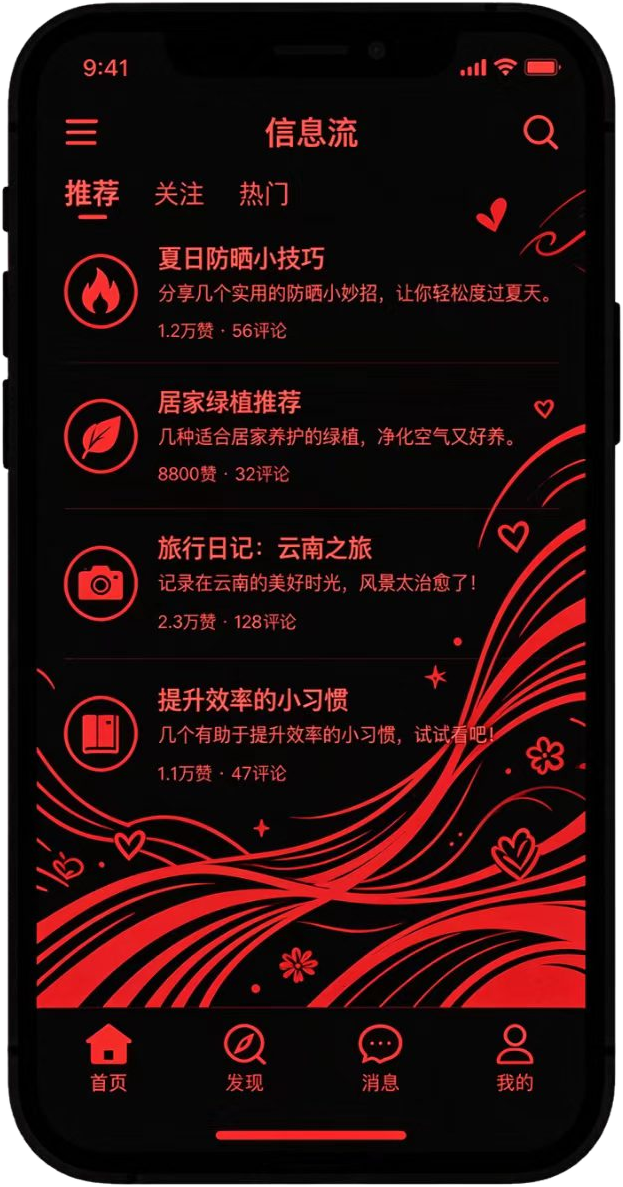 9:41
信息流
推荐 关注 热门
夏日防晒小技巧
分享几个实用的防晒小妙招，让你轻松度过夏天。
1.2万赞 · 56评论
居家绿植推荐
几种适合居家养护的绿植，净化空气又好养。
8800赞 · 32评论
旅行日记：云南之旅
记录在云南的美好时光，风景太治愈了！
2.3万赞 · 128评论
提升效率的小习惯
几个有助于提升效率的小习惯，试试看吧！
1.1万赞 · 47评论
首页 发现 消息 我的